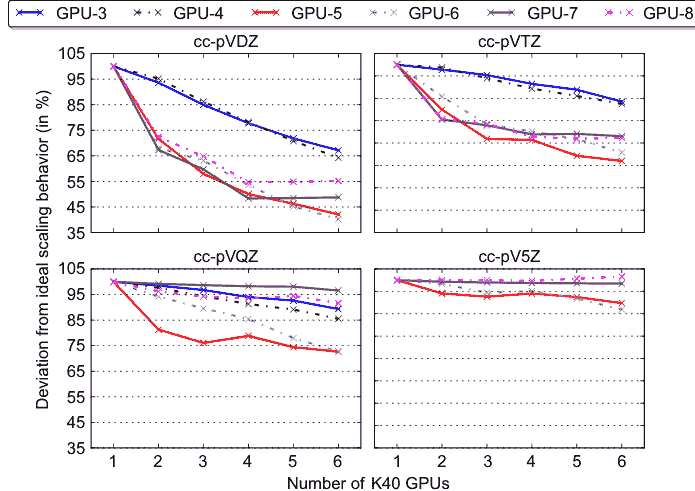 GPU-3 GPU-4 GPU-5 GPU-6 GPU-7 GPU-8
cc-pVDZ cc-pVTZ
105
95
85
75
65
55
45
35
cc-pVQZ cc-pV5Z
105
95
85
75
65
55
45
35
1 2 3 4 5 6 1 2 3 4 5 6
Number of K40 GPUs
Deviation from ideal scaling behavior (in %)